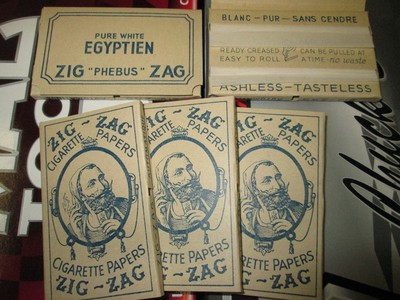 PURE WHITE
EGYPTIEN
ZIG "PHEBUS" ZAG
BLANC - PUR - SANS CENDRE
READY CREASED CAN BE PULLED AT
EASY TO ROLL A TIME-no waste
ASHLESS-TASTELESS
ZIG - ZAG
CIGARETTE PAPERS
CIGARETTE PAPERS
ZIG - ZAG
ZIG - ZAG
CIGARETTE PAPERS
CIGARETTE PAPERS
ZIG - ZAG
ZIG - ZAG
CIGARETTE PAPERS
CIGARETTE PAPERS
ZIG - ZAG